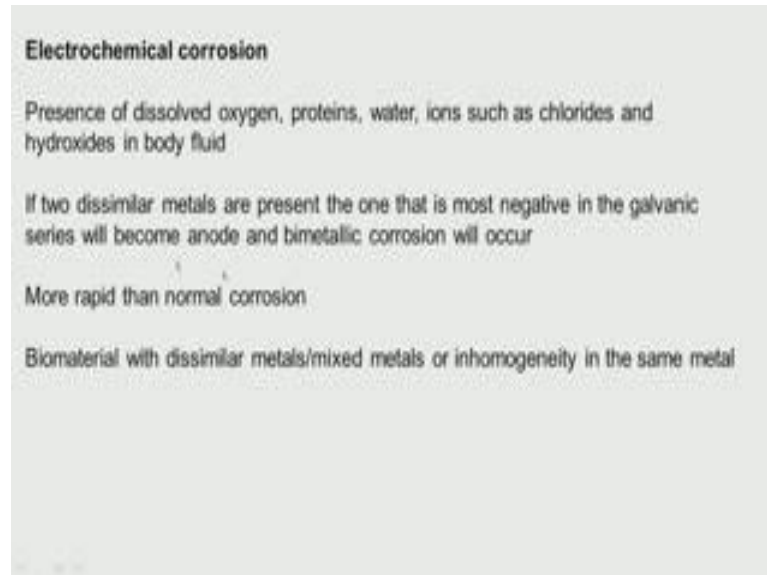 Electrochemical corrosion
Presence of dissolved oxygen, proteins, water, ions such as chlorides and
hydroxides in body fluid
If two dissimilar metals are present the one that is most negative in the galvanic
series will become anode and bimetallic corrosion will occur
More rapid than normal corrosion
Biomaterial with dissimilar metals/mixed metals or inhomogeneity in the same metal